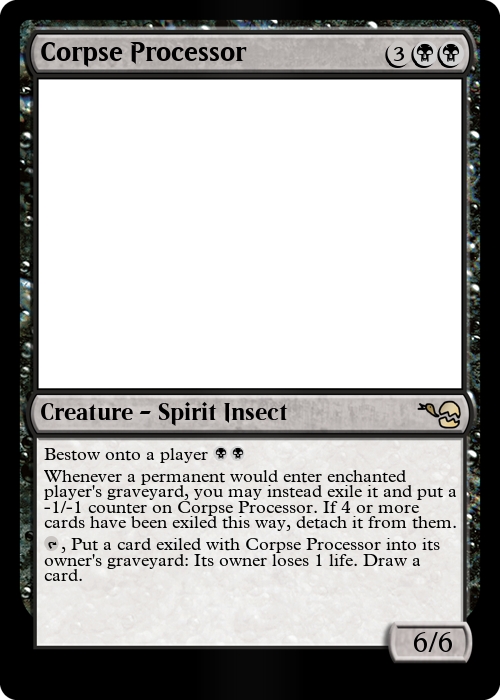 Corpse Processor 3
Creature – Spirit Insect
Bestow onto a player
Whenever a permanent would enter enchanted
player's graveyard, you may instead exile it and put a
-1/-1 counter on Corpse Processor. If 4 or more
cards have been exiled this way, detach it from them.
, Put a card exiled with Corpse Processor into its
owner's graveyard: Its owner loses 1 life. Draw a
card.
6/6